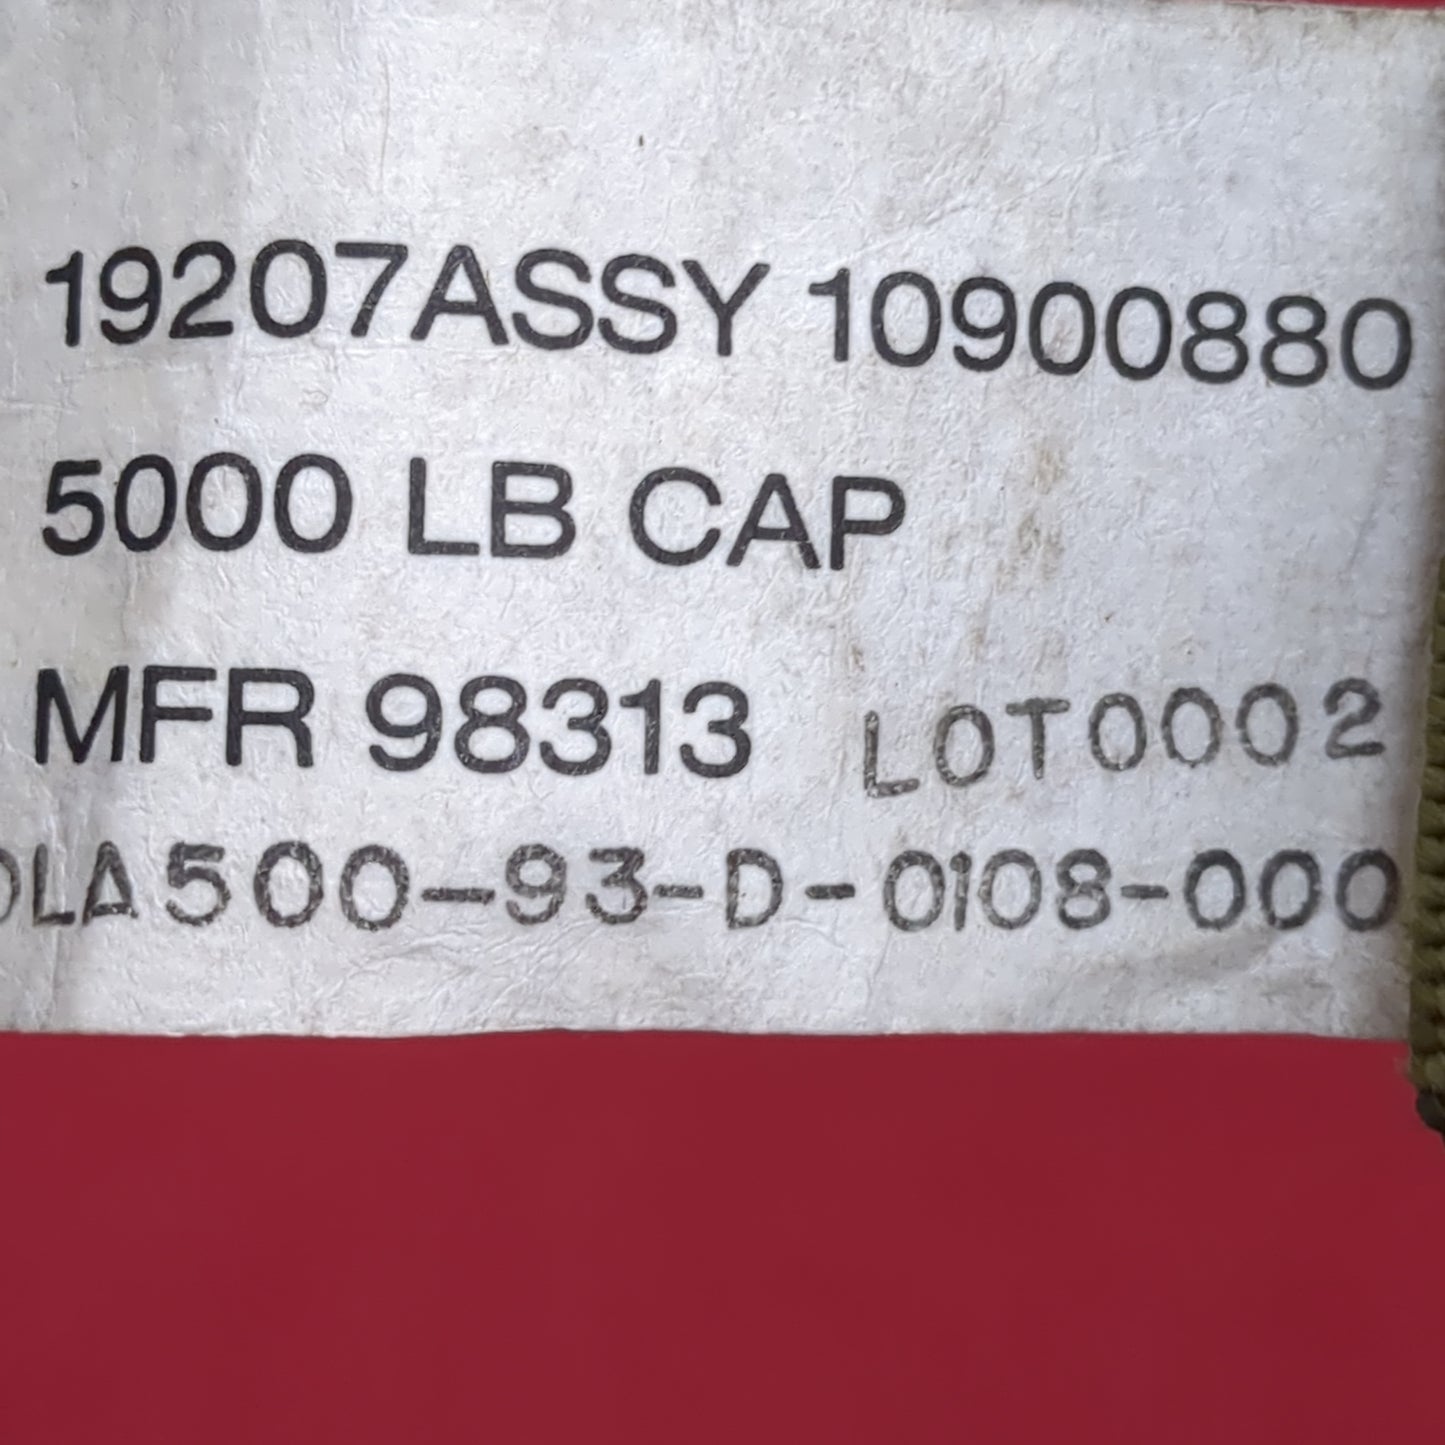 19207ASSY 10900880
5000 LB CAP
MFR 98313 LOT0002
DLA500-93-D-0108-000